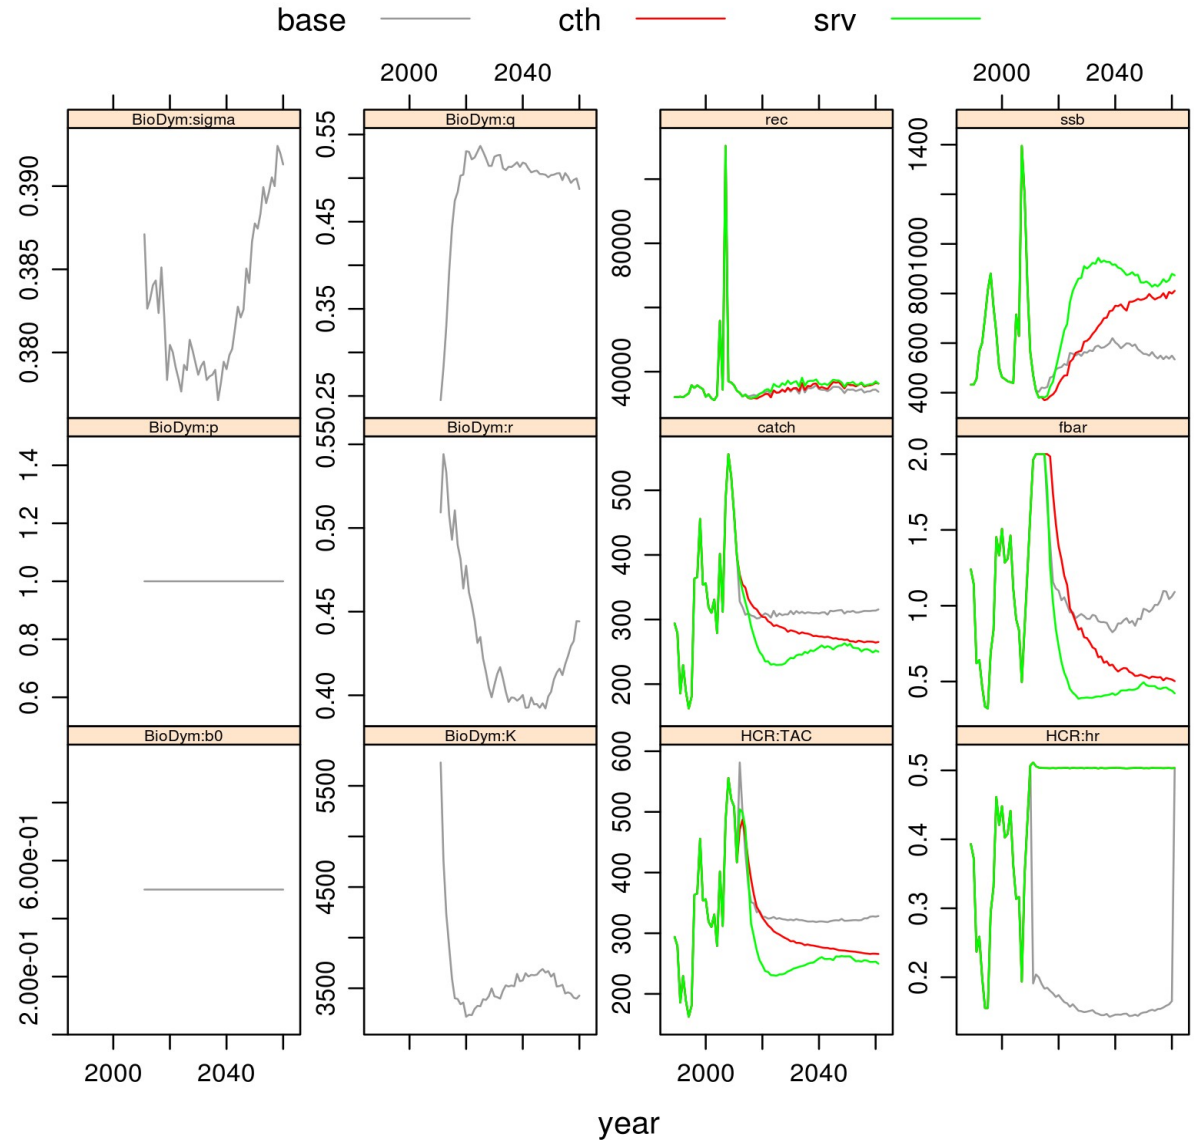 base cth srv
2000 2040 2000 2040
BioDym:sigma BioDym:q rec ssb
0.380 0.385 0.390
0.25 0.35 0.45 0.55
40000 80000
400 600 800 1000 1400
BioDym:p BioDym:r catch fbar
0.6 0.8 1.0 1.2 1.4
0.40 0.45 0.50 0.55
200 300 400 500
0.5 1.0 1.5 2.0
BioDym:b0 BioDym:K HCR:TAC HCR:hr
2.00e-01 6.00e-01
3500 4500 5500
200 300 400 500 600
0.2 0.3 0.4 0.5
2000 2040 2000 2040
year